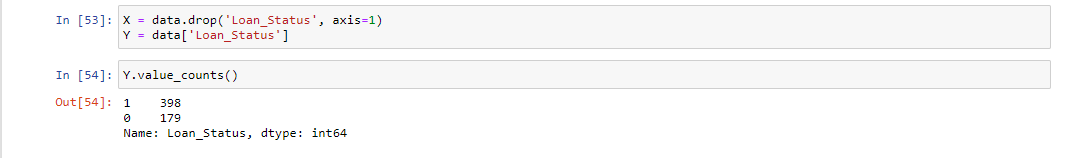 In [53]: X = data.drop('Loan_Status', axis=1)
Y = data['Loan_Status']
In [54]: Y.value_counts()
Out[54]: 1    398
0    179
Name: Loan_Status, dtype: int64